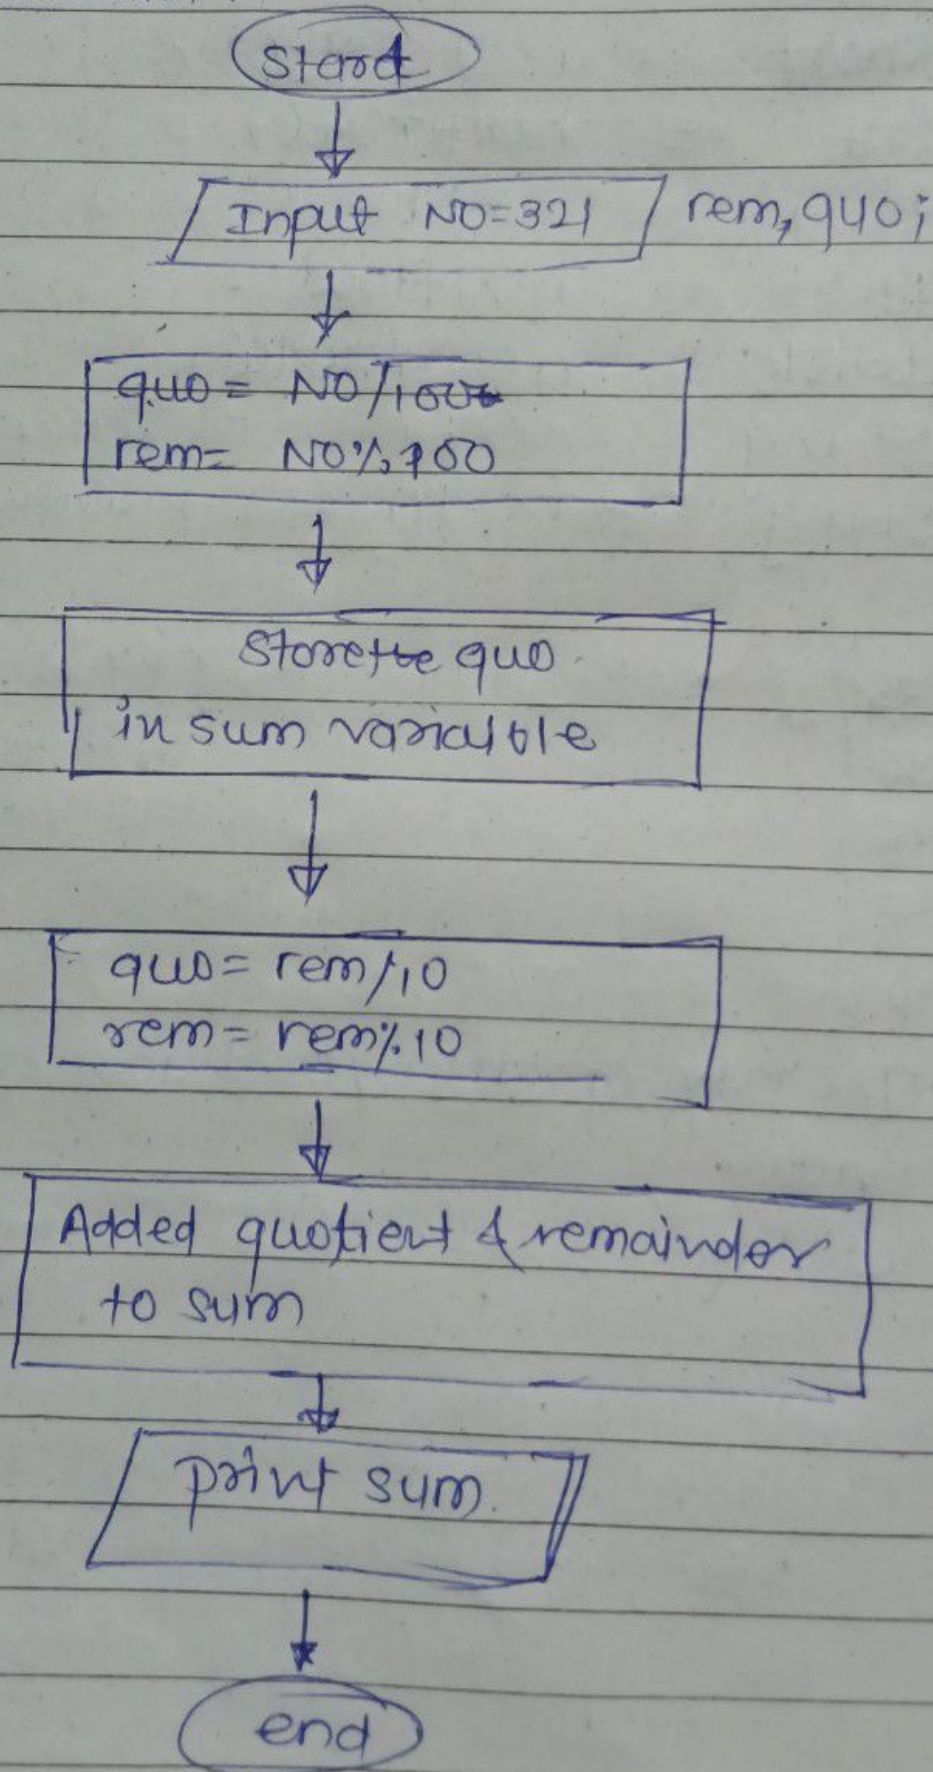 Start
Input NO=321 rem, quo;
quo = NO/100
rem = NO%100
Store the quo
in sum variable
quo = rem/10
rem = rem%10
Added quotient & remainder
to sum
print sum.
end